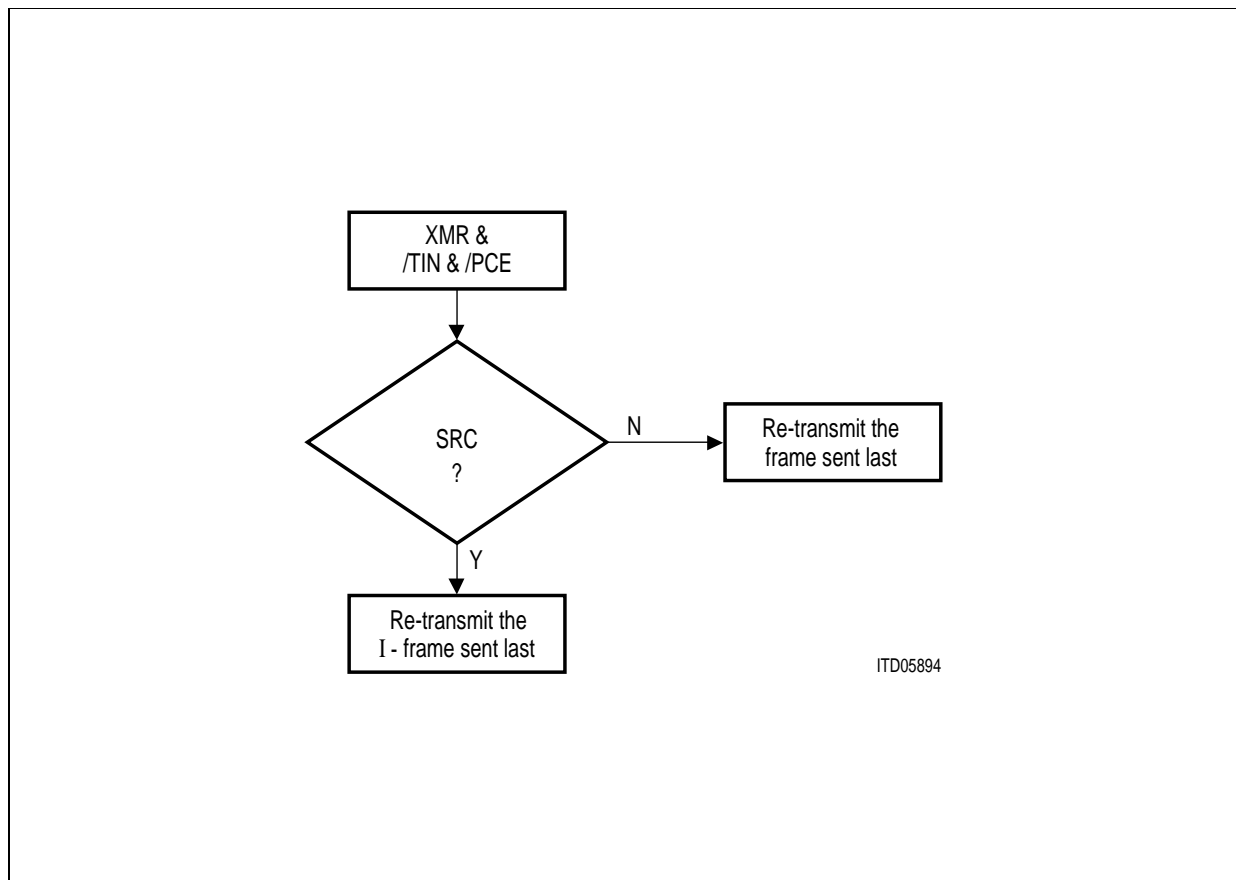 XMR &
/TIN & /PCE
SRC
?
N
Re-transmit the
frame sent last
Y
Re-transmit the
I - frame sent last
ITD05894